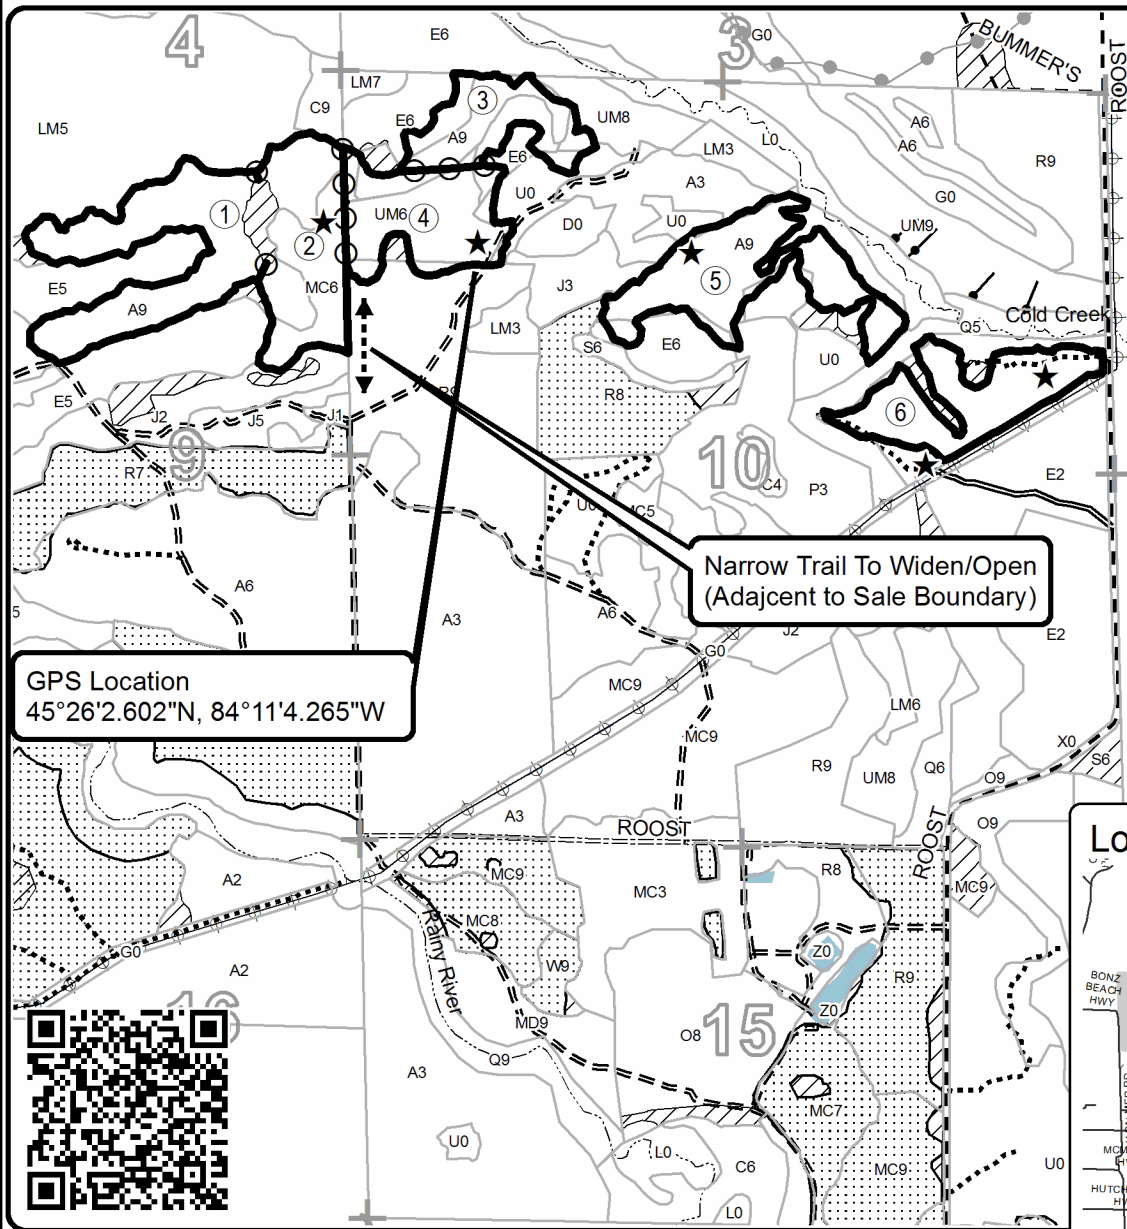 4
E6
3
G0
BUMMER'S
ROOST
LM7
C9
LM5
E6
3
A9
UM8
E6
LM3
L0
A6
A6
R9
G0
A3
U0
1
UM6
4
D0
U0
A9
UM9
2
5
E5
MC6
J3
A9
LM3
Cold Creek
Q5
S6
E6
U0
R8
E5
J2
J5
J1
6
9
10
R7
C4
P3
E2
MC5
Narrow Trail To Widen/Open
(Adajcent to Sale Boundary)
A6
A6
A3
J2
E2
G0
GPS Location
45°26'2.602"N, 84°11'4.265"W
MC9
LM6
MC9
X0
R9
UM8
Q6
O9
S6
A3
ROOST
ROOST
O9
Lo
A2
MC9
MC3
R8
MC9
MC8
Rainy River
G0
A2
W9
Z0
R9
BONZ
BEACH
HWY
Z0
16
MD9
O8
15
Q9
A3
MC7
U0
L0
C6
MC9
U0
L0
HUTCH